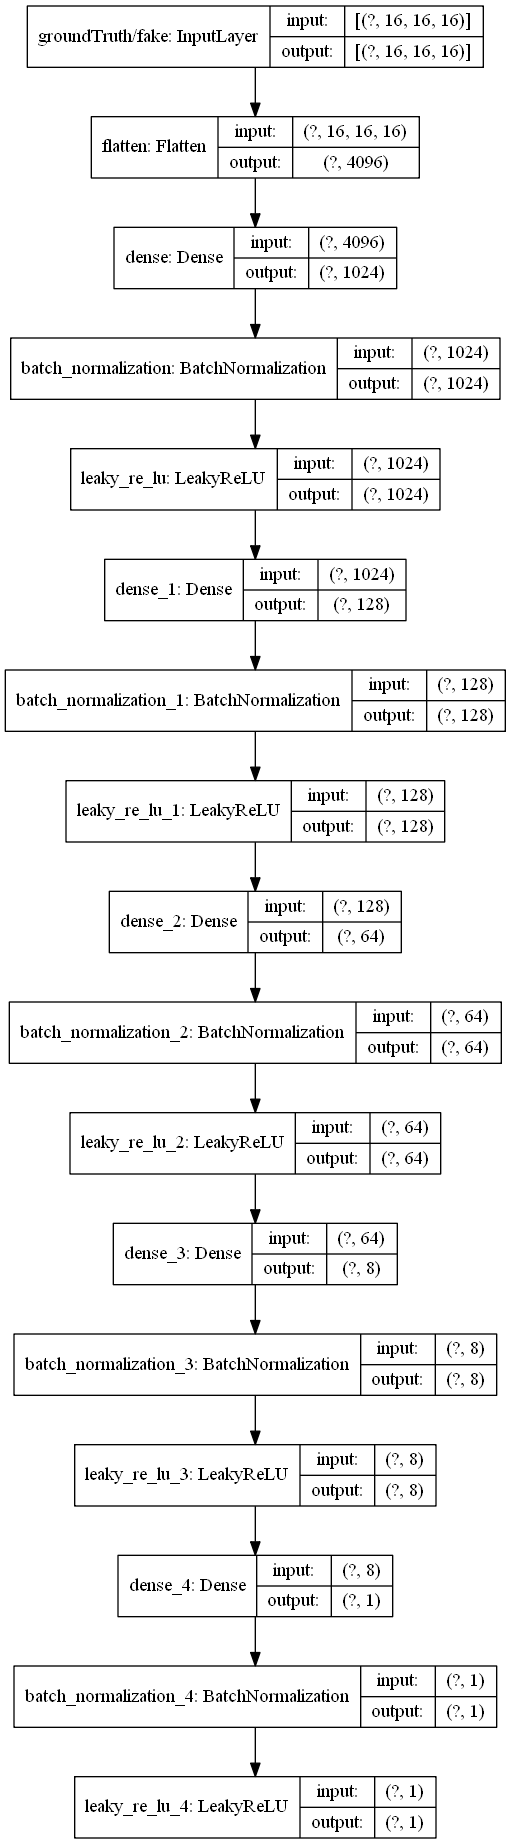 groundTruth/fake: InputLayer
input: [(?, 16, 16, 16)]
output: [(?, 16, 16, 16)]
flatten: Flatten
input: (?, 16, 16, 16)
output: (?, 4096)
dense: Dense
input: (?, 4096)
output: (?, 1024)
batch_normalization: BatchNormalization
input: (?, 1024)
output: (?, 1024)
leaky_re_lu: LeakyReLU
input: (?, 1024)
output: (?, 1024)
dense_1: Dense
input: (?, 1024)
output: (?, 128)
batch_normalization_1: BatchNormalization
input: (?, 128)
output: (?, 128)
leaky_re_lu_1: LeakyReLU
input: (?, 128)
output: (?, 128)
dense_2: Dense
input: (?, 128)
output: (?, 64)
batch_normalization_2: BatchNormalization
input: (?, 64)
output: (?, 64)
leaky_re_lu_2: LeakyReLU
input: (?, 64)
output: (?, 64)
dense_3: Dense
input: (?, 64)
output: (?, 8)
batch_normalization_3: BatchNormalization
input: (?, 8)
output: (?, 8)
leaky_re_lu_3: LeakyReLU
input: (?, 8)
output: (?, 8)
dense_4: Dense
input: (?, 8)
output: (?, 1)
batch_normalization_4: BatchNormalization
input: (?, 1)
output: (?, 1)
leaky_re_lu_4: LeakyReLU
input: (?, 1)
output: (?, 1)